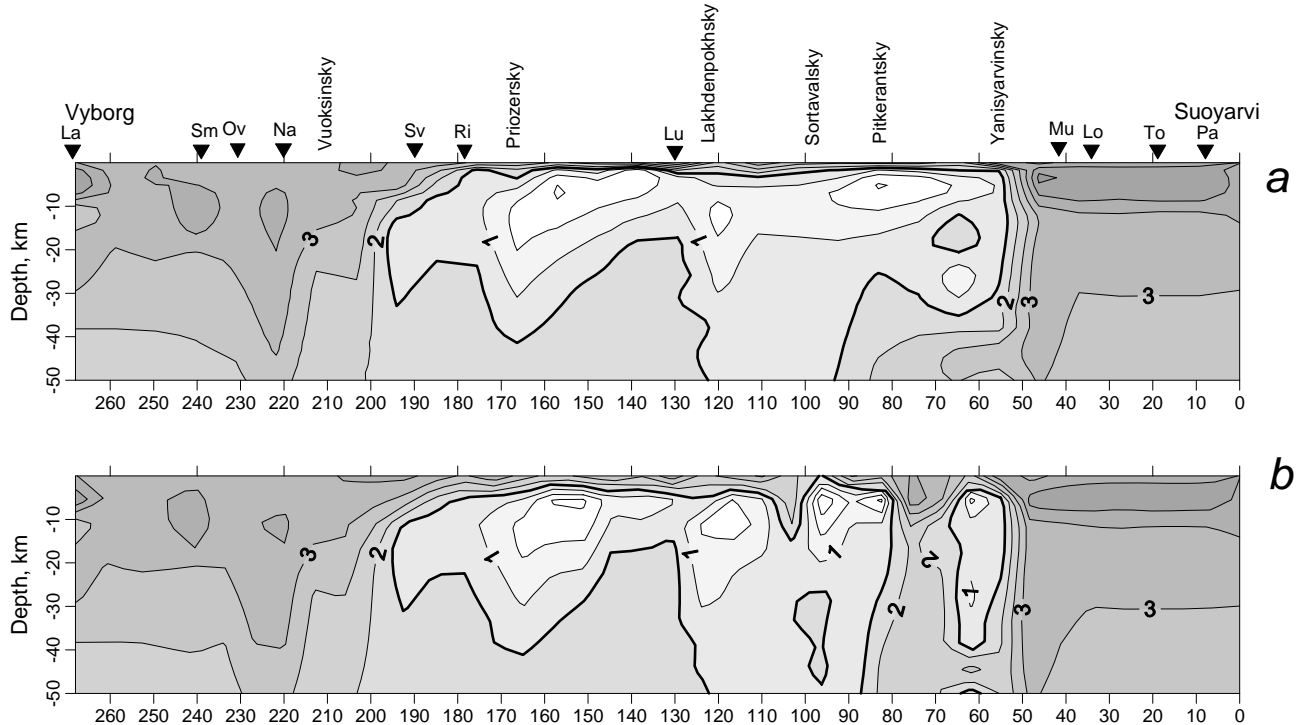 Vyborg
Suoyarvi
La Sm Ov Na Vuoksinsky Sv Ri Priozersky Lu Lakhdenpokhsky Sortavalsky Pitkerantsky Yanisyarvinsky Mu Lo To Pa
a
Depth, km
-10
-20
-30
-40
-50
3 2 1 1 2 3 3
260 250 240 230 220 210 200 190 180 170 160 150 140 130 120 110 100 90 80 70 60 50 40 30 20 10 0
b
Depth, km
-10
-20
-30
-40
-50
3 2 1 1 1 2 2 1 3 3
260 250 240 230 220 210 200 190 180 170 160 150 140 130 120 110 100 90 80 70 60 50 40 30 20 10 0